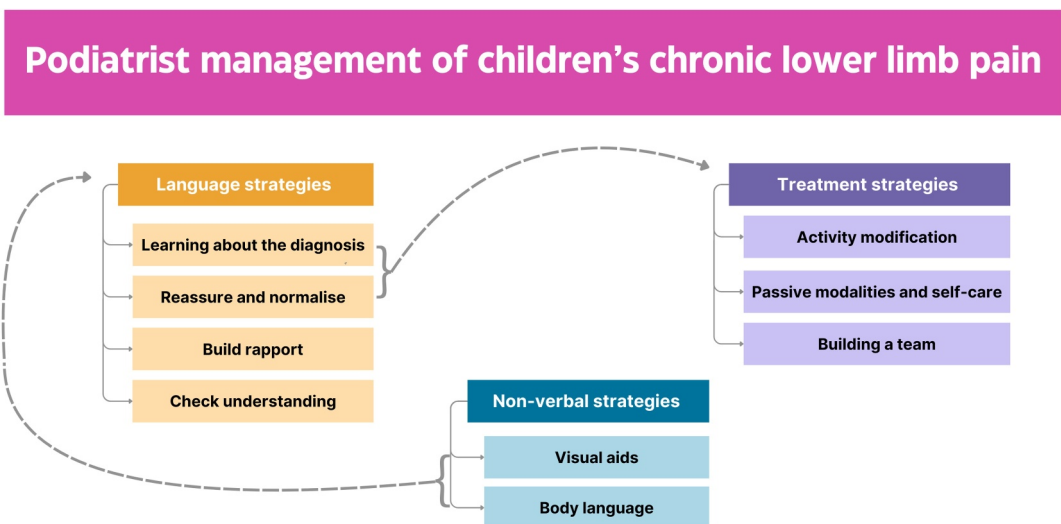 Podiatrist management of children's chronic lower limb pain
Language strategies
Learning about the diagnosis
Reassure and normalise
Build rapport
Check understanding
Treatment strategies
Activity modification
Passive modalities and self-care
Building a team
Non-verbal strategies
Visual aids
Body language